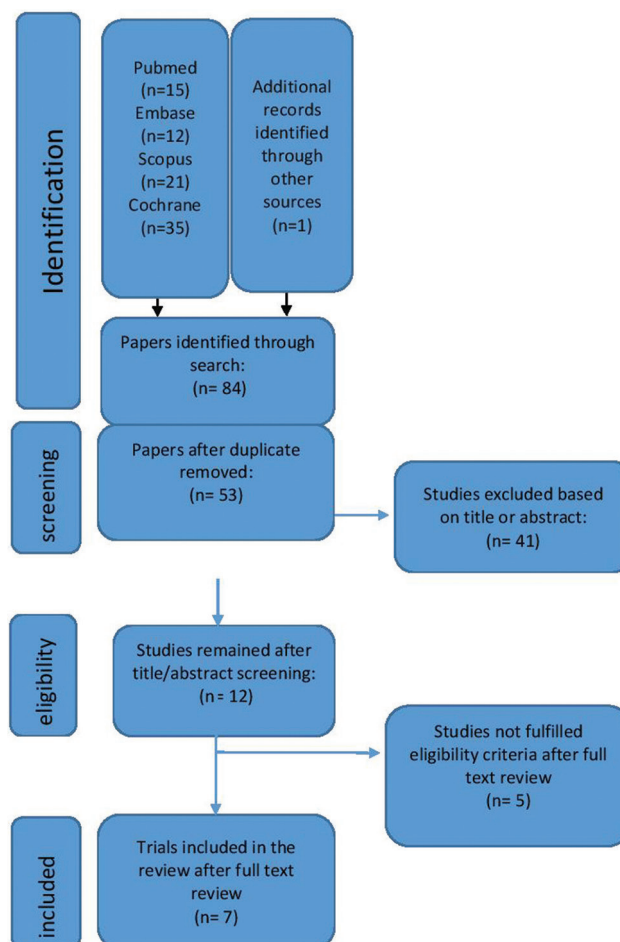 Identification
Pubmed
(n=15)
Embase
(n=12)
Scopus
(n=21)
Cochrane
(n=35)
Additional
records
identified
through
other
sources
(n=1)
Papers identified through
search:
(n= 84)
screening
Papers after duplicate
removed:
(n= 53)
Studies excluded based
on title or abstract:
(n= 41)
eligibility
Studies remained after
title/abstract screening:
(n= 12)
Studies not fulfilled
eligibility criteria after full
text review
(n= 5)
included
Trials included in the
review after full text
review
(n= 7)